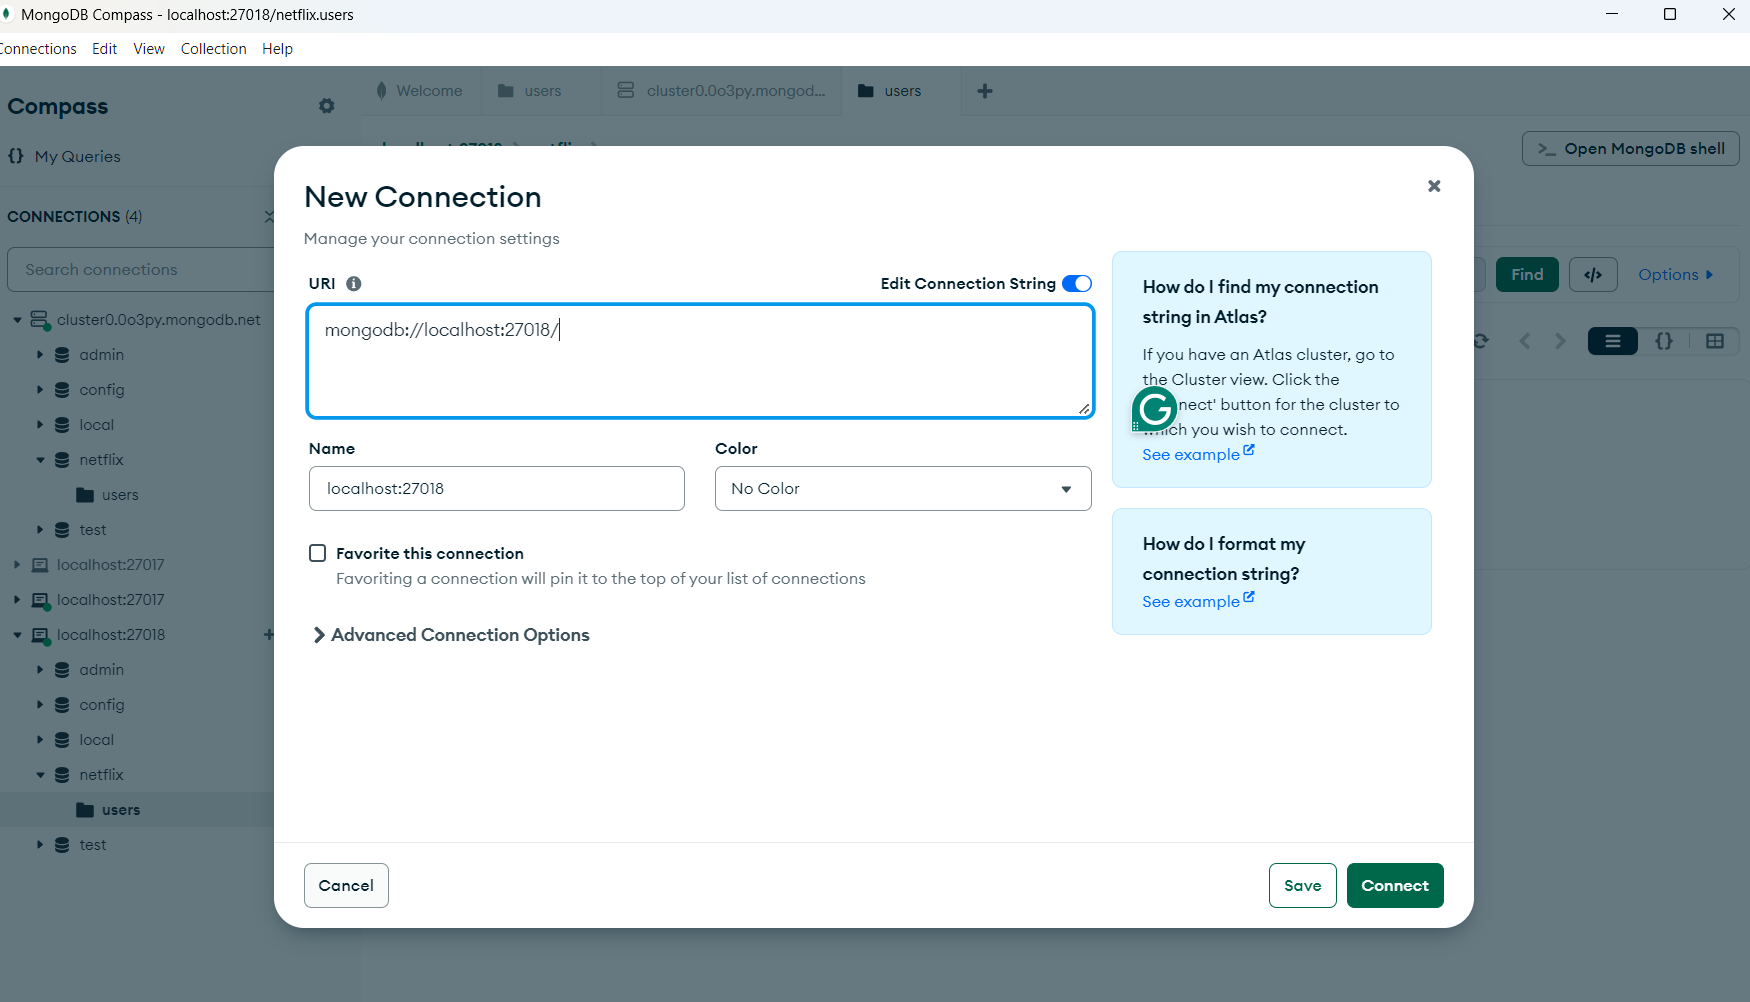 MongoDB Compass - localhost:27018/netflix.users
Connections Edit View Collection Help
Compass
Welcome
users
cluster0.0o3py.mongod...
users
My Queries
>_ Open MongoDB shell
CONNECTIONS (4)
Search connections
Find
</>
Options
cluster0.0o3py.mongodb.net
admin
config
local
netflix
users
test
localhost:27017
localhost:27017
localhost:27018
admin
config
local
netflix
users
test
New Connection
Manage your connection settings
URI
Edit Connection String
mongodb://localhost:27018/
Name
Color
localhost:27018
No Color
Favorite this connection
Favoriting a connection will pin it to the top of your list of connections
Advanced Connection Options
How do I find my connection
string in Atlas?
If you have an Atlas cluster, go to
the Cluster view. Click the
nect' button for the cluster to
which you wish to connect.
See example
How do I format my
connection string?
See example
Cancel
Save
Connect